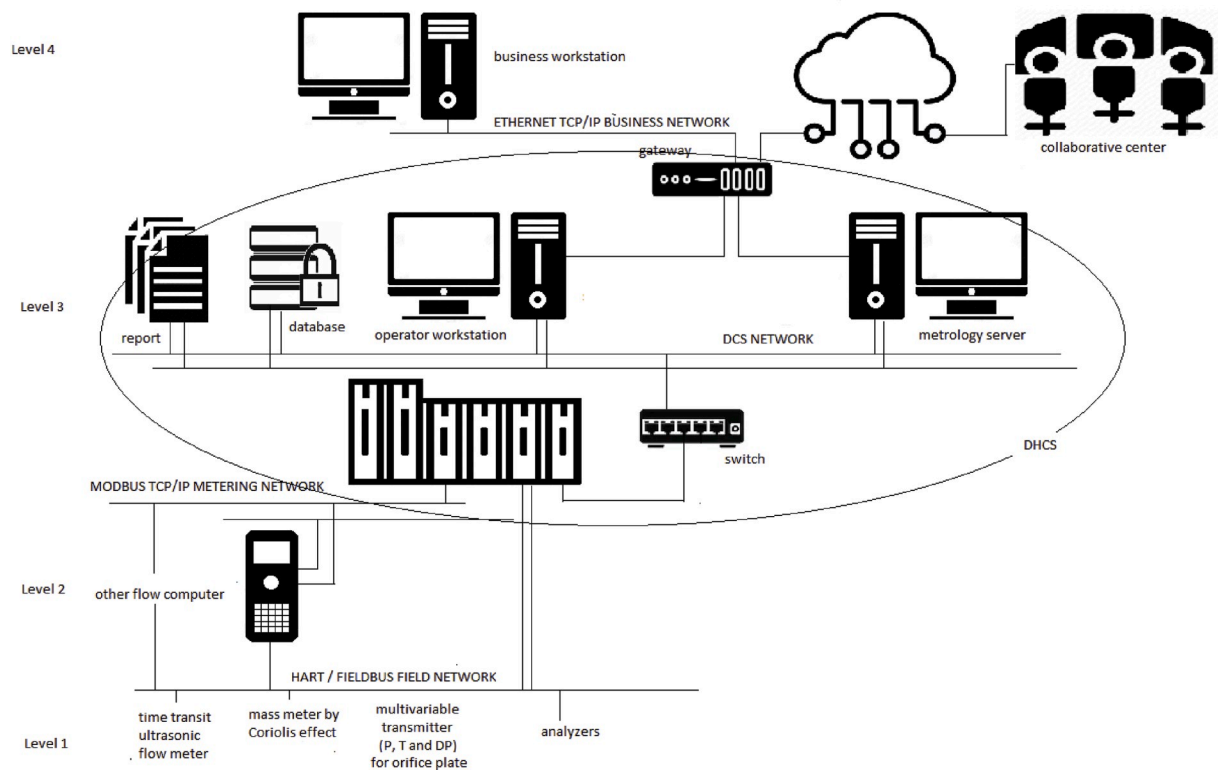 Level 4
business workstation
ETHERNET TCP/IP BUSINESS NETWORK
gateway
collaborative center
Level 3
report
database
operator workstation
DCS NETWORK
metrology server
switch
DHCS
MODBUS TCP/IP METERING NETWORK
Level 2
other flow computer
HART / FIELDBUS FIELD NETWORK
Level 1
time transit
ultrasonic
flow meter
mass meter by
Coriolis effect
multivariable
transmitter
(P, T and DP)
for orifice plate
analyzers